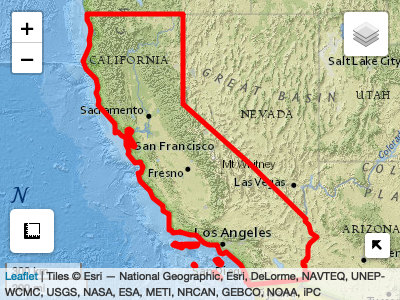 +
−
CALIFORNIA
GREAT BASIN
Salt Lake City
UTAH
Sacramento
NEVADA
San Francisco
Mt Whitney
Fresno
Las Vegas
N
Los Angeles
ARIZONA
Leaflet | Tiles © Esri — National Geographic, Esri, DeLorme, NAVTEQ, UNEP-
WCMC, USGS, NASA, ESA, METI, NRCAN, GEBCO, NOAA, iPC